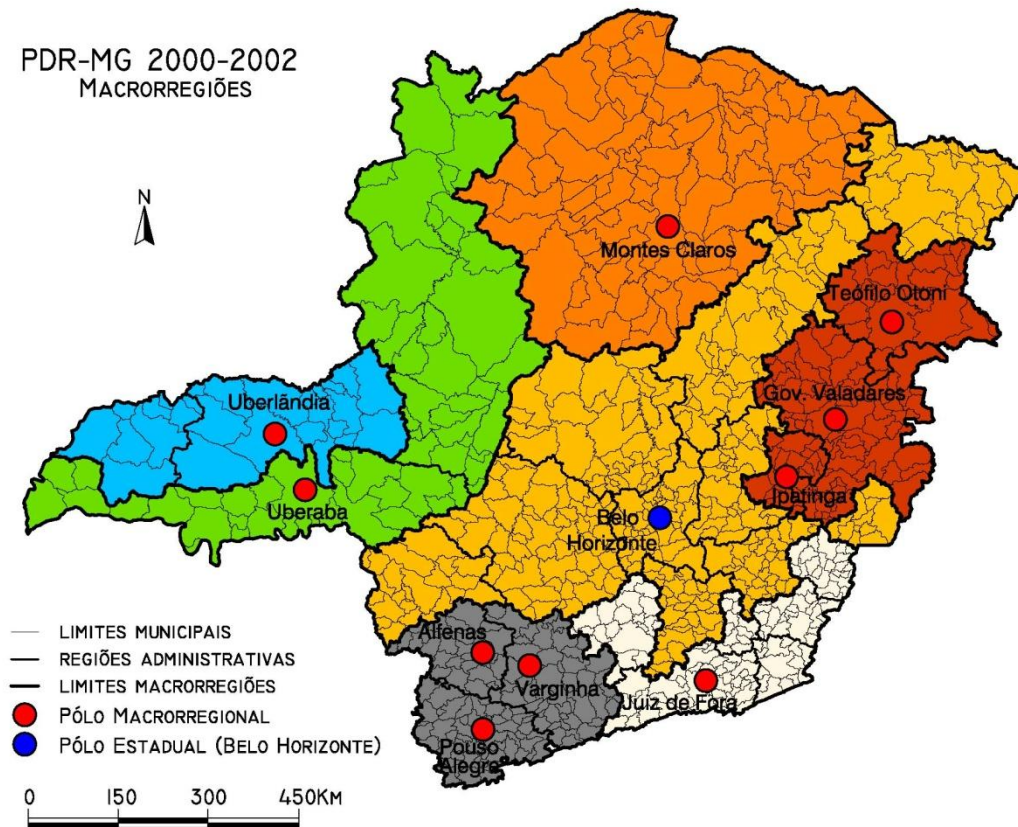 PDR-MG 2000-2002
MACRORREGIÕES
N
Montes Claros
Teófilo Otoni
Uberlândia
Gov. Valadares
Uberaba
Ipatinga
Belo
Horizonte
Alfenas
Varginha
Juiz de Fora
Pouso
Alegre
LIMITES MUNICIPAIS
REGIÕES ADMINISTRATIVAS
LIMITES MACRORREGIÕES
PÓLO MACRORREGIONAL
PÓLO ESTADUAL (BELO HORIZONTE)
0 150 300 450KM